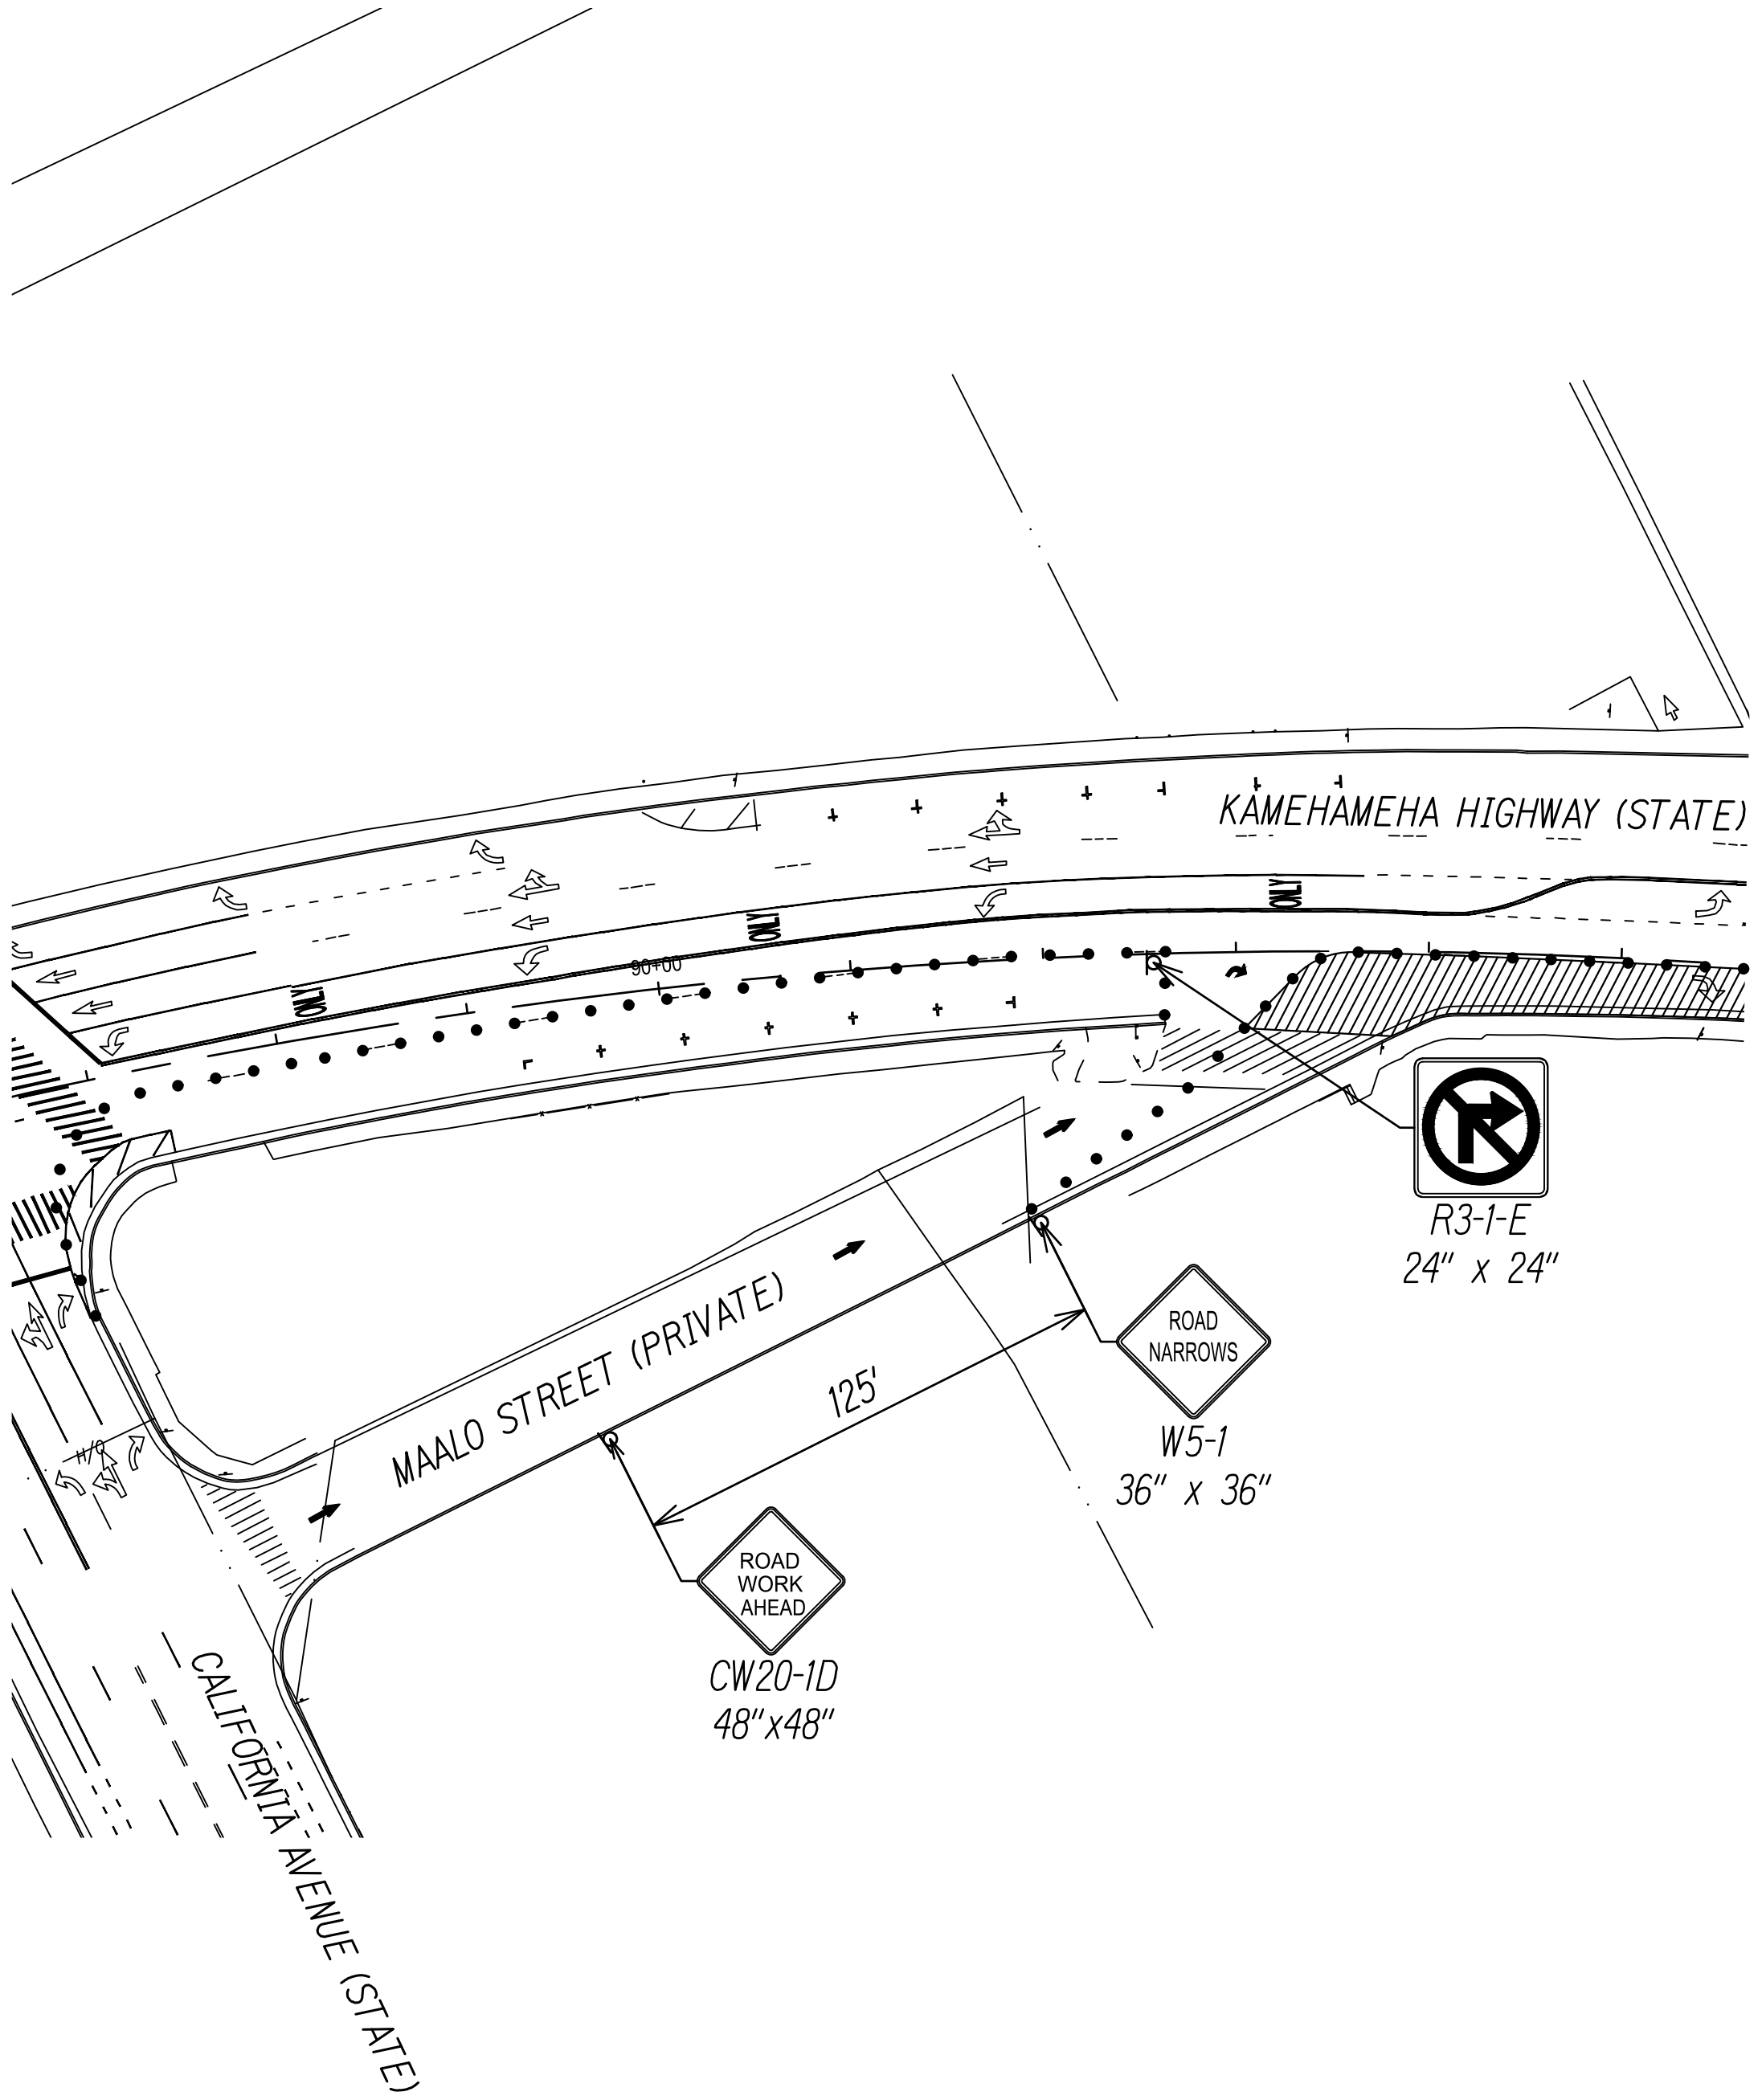 KAMEHAMEHA HIGHWAY (STATE)
ONLY
ONLY
ONLY
90+00
R3-1-E
24" x 24"
MAALO STREET (PRIVATE)
125'
ROAD
NARROWS
W5-1
36" x 36"
H/O
ROAD
WORK
AHEAD
CW20-1D
48"x48"
CALIFORNIA AVENUE (STATE)